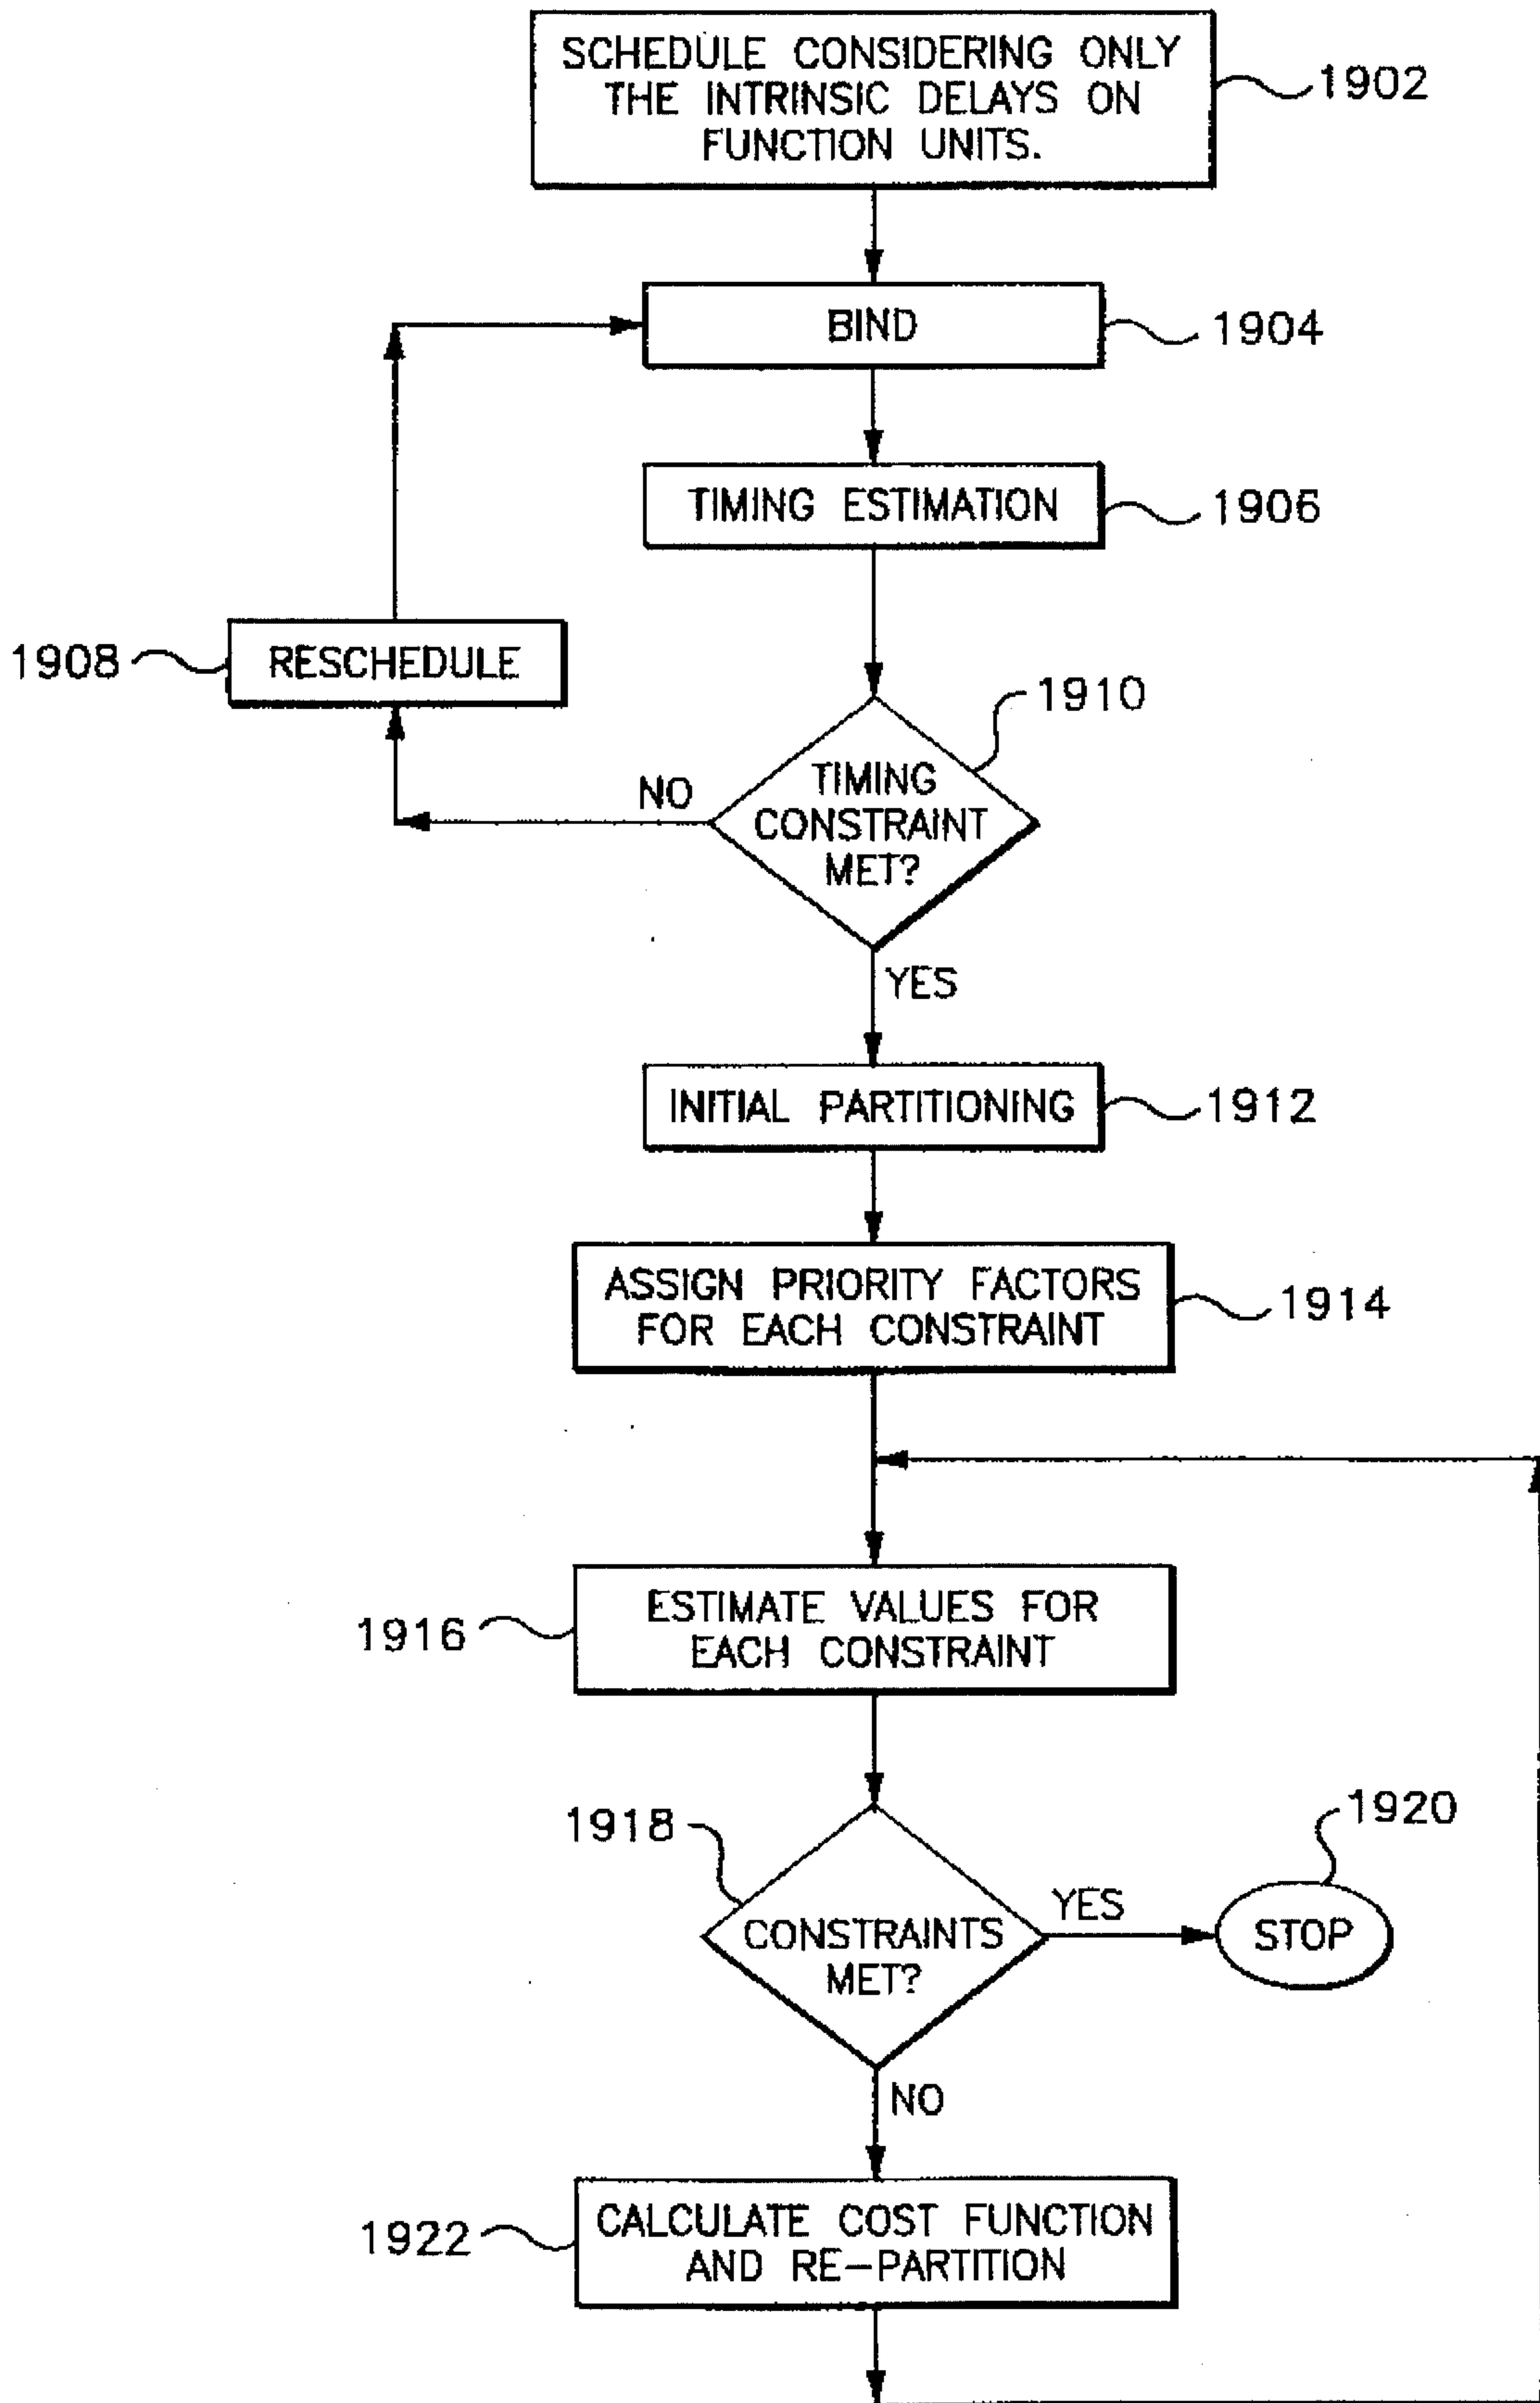 SCHEDULE CONSIDERING ONLY
THE INTRINSIC DELAYS ON
FUNCTION UNITS.
1902
BIND
1904
TIMING ESTIMATION
1906
1908
RESCHEDULE
1910
TIMING
CONSTRAINT
MET?
NO
YES
INITIAL PARTITIONING
1912
ASSIGN PRIORITY FACTORS
FOR EACH CONSTRAINT
1914
1916
ESTIMATE VALUES FOR
EACH CONSTRAINT
1918
1920
CONSTRAINTS
MET?
YES
STOP
NO
1922
CALCULATE COST FUNCTION
AND RE-PARTITION